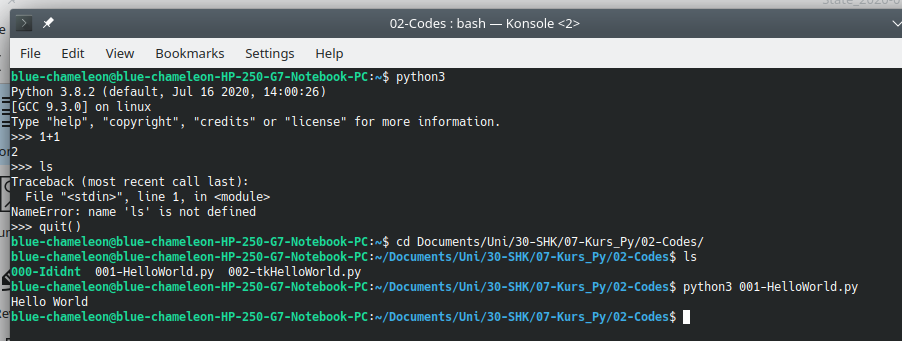 State_2020-0
02-Codes : bash — Konsole <2>
File Edit View Bookmarks Settings Help
blue-chameleon@blue-chameleon-HP-250-G7-Notebook-PC:~$ python3
Python 3.8.2 (default, Jul 16 2020, 14:00:26)
[GCC 9.3.0] on linux
Type "help", "copyright", "credits" or "license" for more information.
>>> 1+1
2
>>> ls
Traceback (most recent call last):
  File "<stdin>", line 1, in <module>
NameError: name 'ls' is not defined
>>> quit()
blue-chameleon@blue-chameleon-HP-250-G7-Notebook-PC:~$ cd Documents/Uni/30-SHK/07-Kurs_Py/02-Codes/
blue-chameleon@blue-chameleon-HP-250-G7-Notebook-PC:~/Documents/Uni/30-SHK/07-Kurs_Py/02-Codes$ ls
000-Ididnt  001-HelloWorld.py  002-tkHelloWorld.py
blue-chameleon@blue-chameleon-HP-250-G7-Notebook-PC:~/Documents/Uni/30-SHK/07-Kurs_Py/02-Codes$ python3 001-HelloWorld.py
Hello World
blue-chameleon@blue-chameleon-HP-250-G7-Notebook-PC:~/Documents/Uni/30-SHK/07-Kurs_Py/02-Codes$